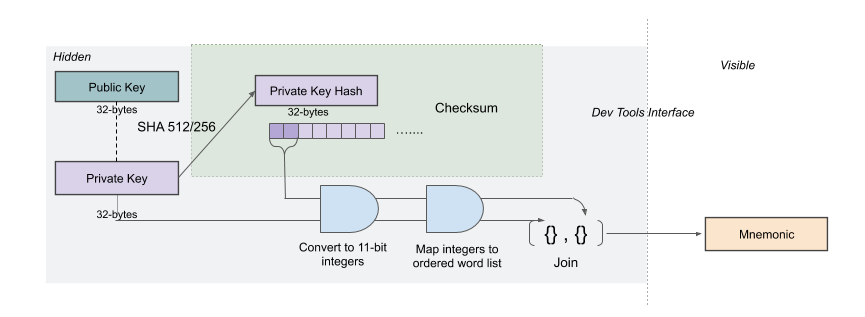 Hidden
Visible
Public Key
32-bytes
SHA 512/256
Private Key
32-bytes
Private Key Hash
32-bytes
Checksum
…....
Dev Tools Interface
Convert to 11-bit
integers
Map integers to
ordered word list
{} , {}
Join
Mnemonic